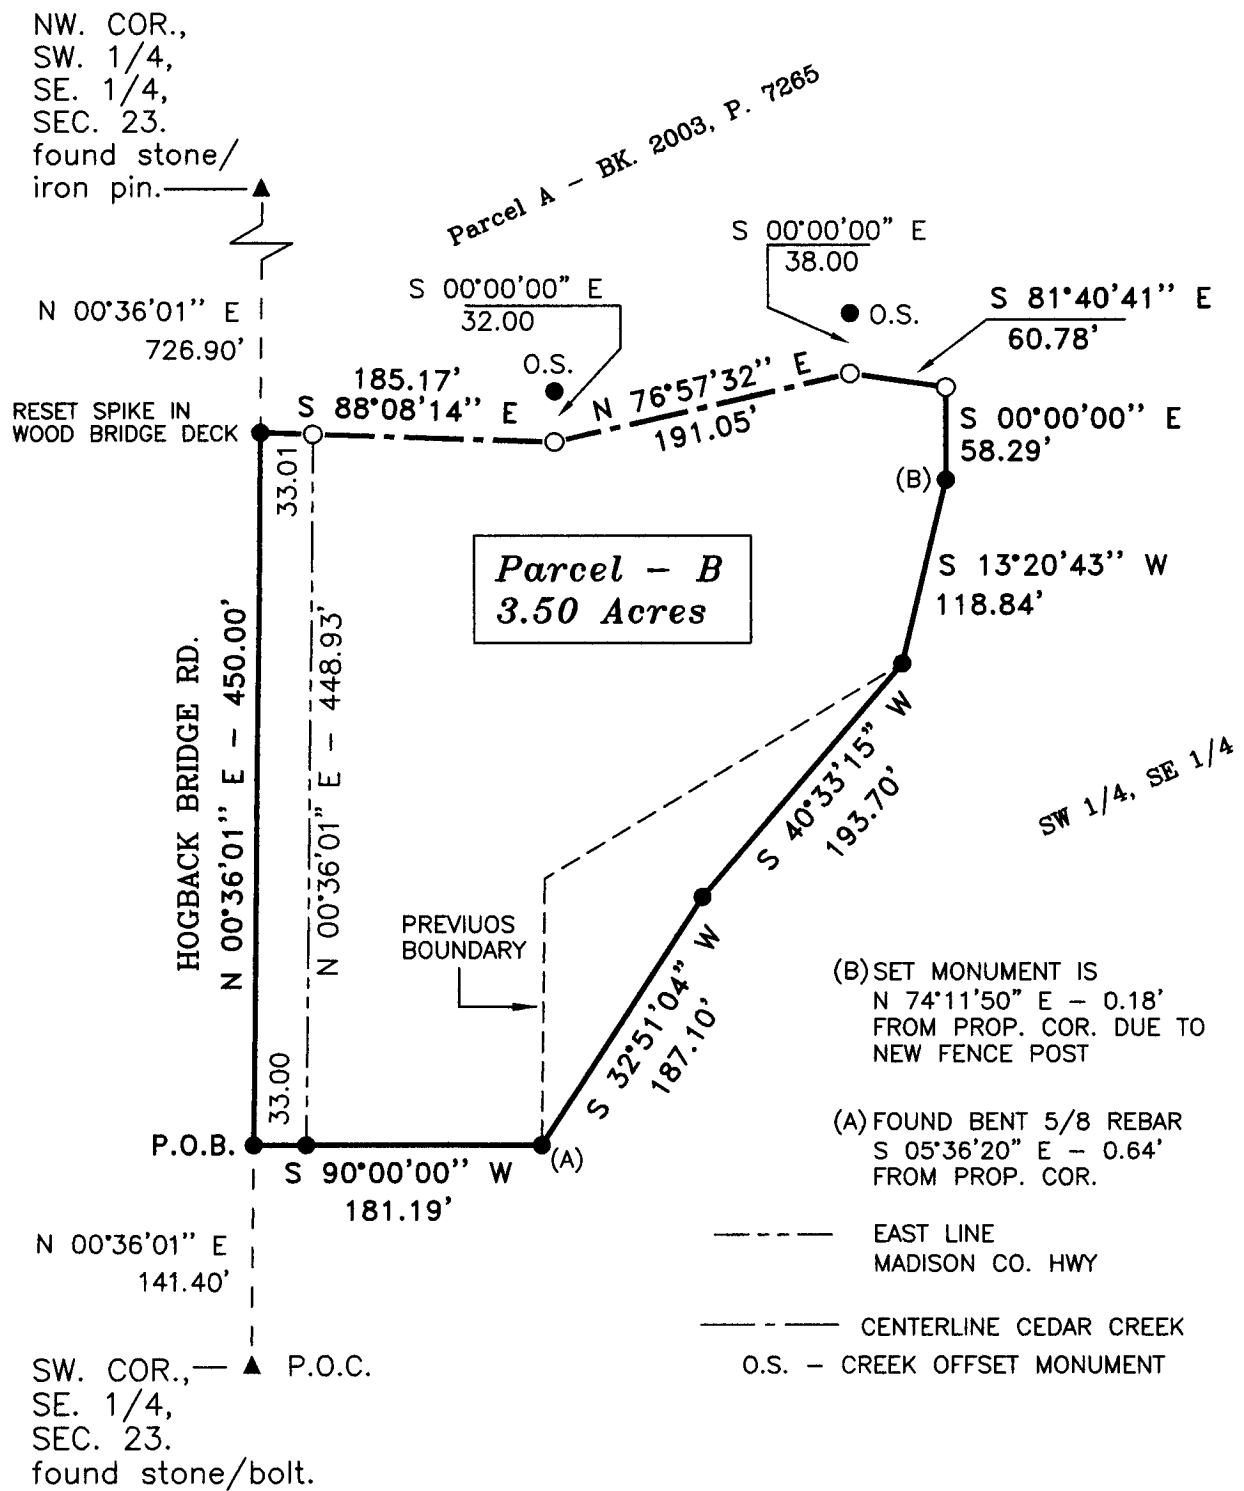 NW. COR.,
SW. 1/4,
SE. 1/4,
SEC. 23.
found stone/
iron pin.
Parcel A – BK. 2003, P. 7265
S 00°00'00" E
38.00
S 00°00'00" E
32.00
O.S.
O.S.
S 81°40'41'' E
60.78'
N 00°36'01'' E
726.90'
185.17'
S 88°08'14'' E
N 76°57'32'' E
191.05'
RESET SPIKE IN
WOOD BRIDGE DECK
S 00°00'00'' E
58.29'
(B)
33.01
Parcel – B
3.50 Acres
S 13°20'43'' W
118.84'
HOGBACK BRIDGE RD.
N 00°36'01'' E – 450.00'
N 00°36'01" E – 448.93'
S 40°33'15" W
193.70'
SW 1/4, SE 1/4
PREVIUOS
BOUNDARY
S 32°51'04" W
187.10'
(B) SET MONUMENT IS
N 74°11'50" E – 0.18'
FROM PROP. COR. DUE TO
NEW FENCE POST
33.00
P.O.B.
(A)
S 90°00'00'' W
181.19'
(A) FOUND BENT 5/8 REBAR
S 05°36'20" E – 0.64'
FROM PROP. COR.
N 00°36'01'' E
141.40'
EAST LINE
MADISON CO. HWY
CENTERLINE CEDAR CREEK
O.S. – CREEK OFFSET MONUMENT
SW. COR., P.O.C.
SE. 1/4,
SEC. 23.
found stone/bolt.